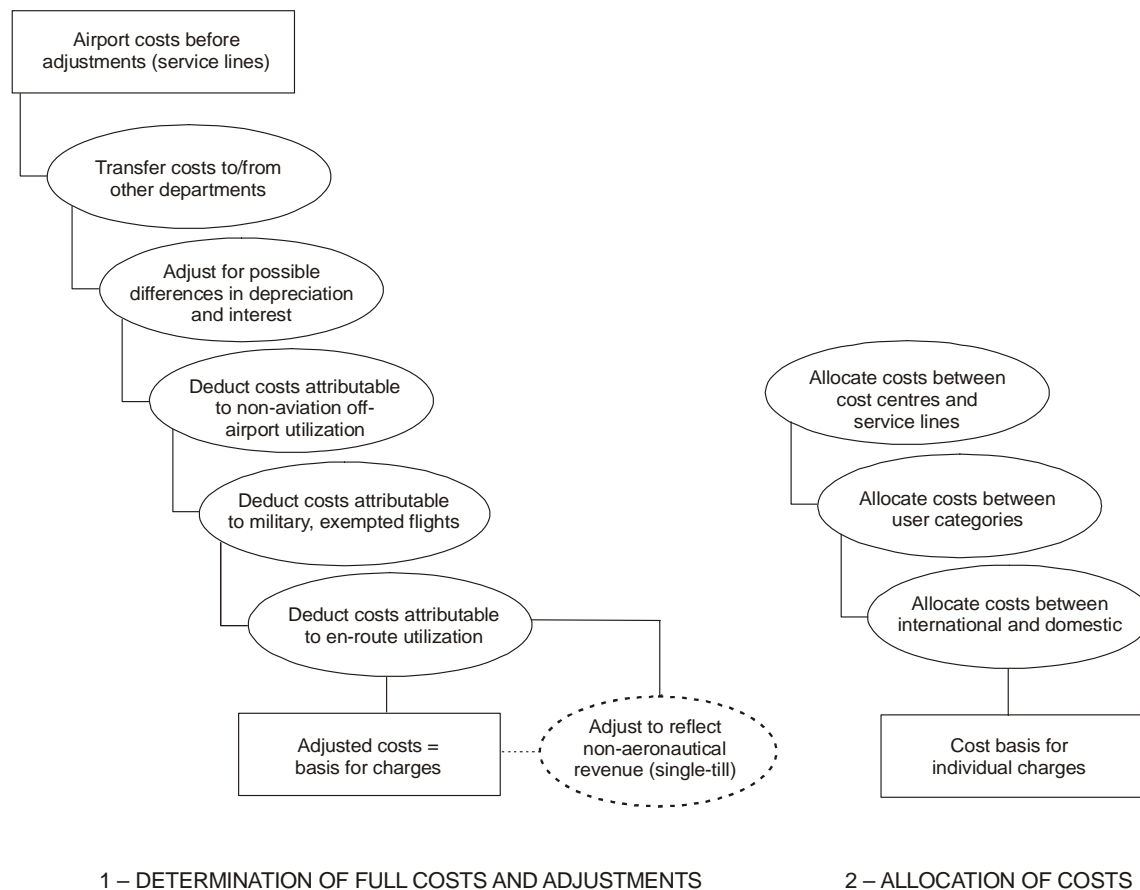 Airport costs before
adjustments (service lines)
Transfer costs to/from
other departments
Adjust for possible
differences in depreciation
and interest
Deduct costs attributable
to non-aviation off-
airport utilization
Deduct costs attributable
to military, exempted flights
Deduct costs attributable
to en-route utilization
Adjusted costs =
basis for charges
Adjust to reflect
non-aeronautical
revenue (single-till)
Allocate costs between
cost centres and
service lines
Allocate costs between
user categories
Allocate costs between
international and domestic
Cost basis for
individual charges
1 – DETERMINATION OF FULL COSTS AND ADJUSTMENTS
2 – ALLOCATION OF COSTS